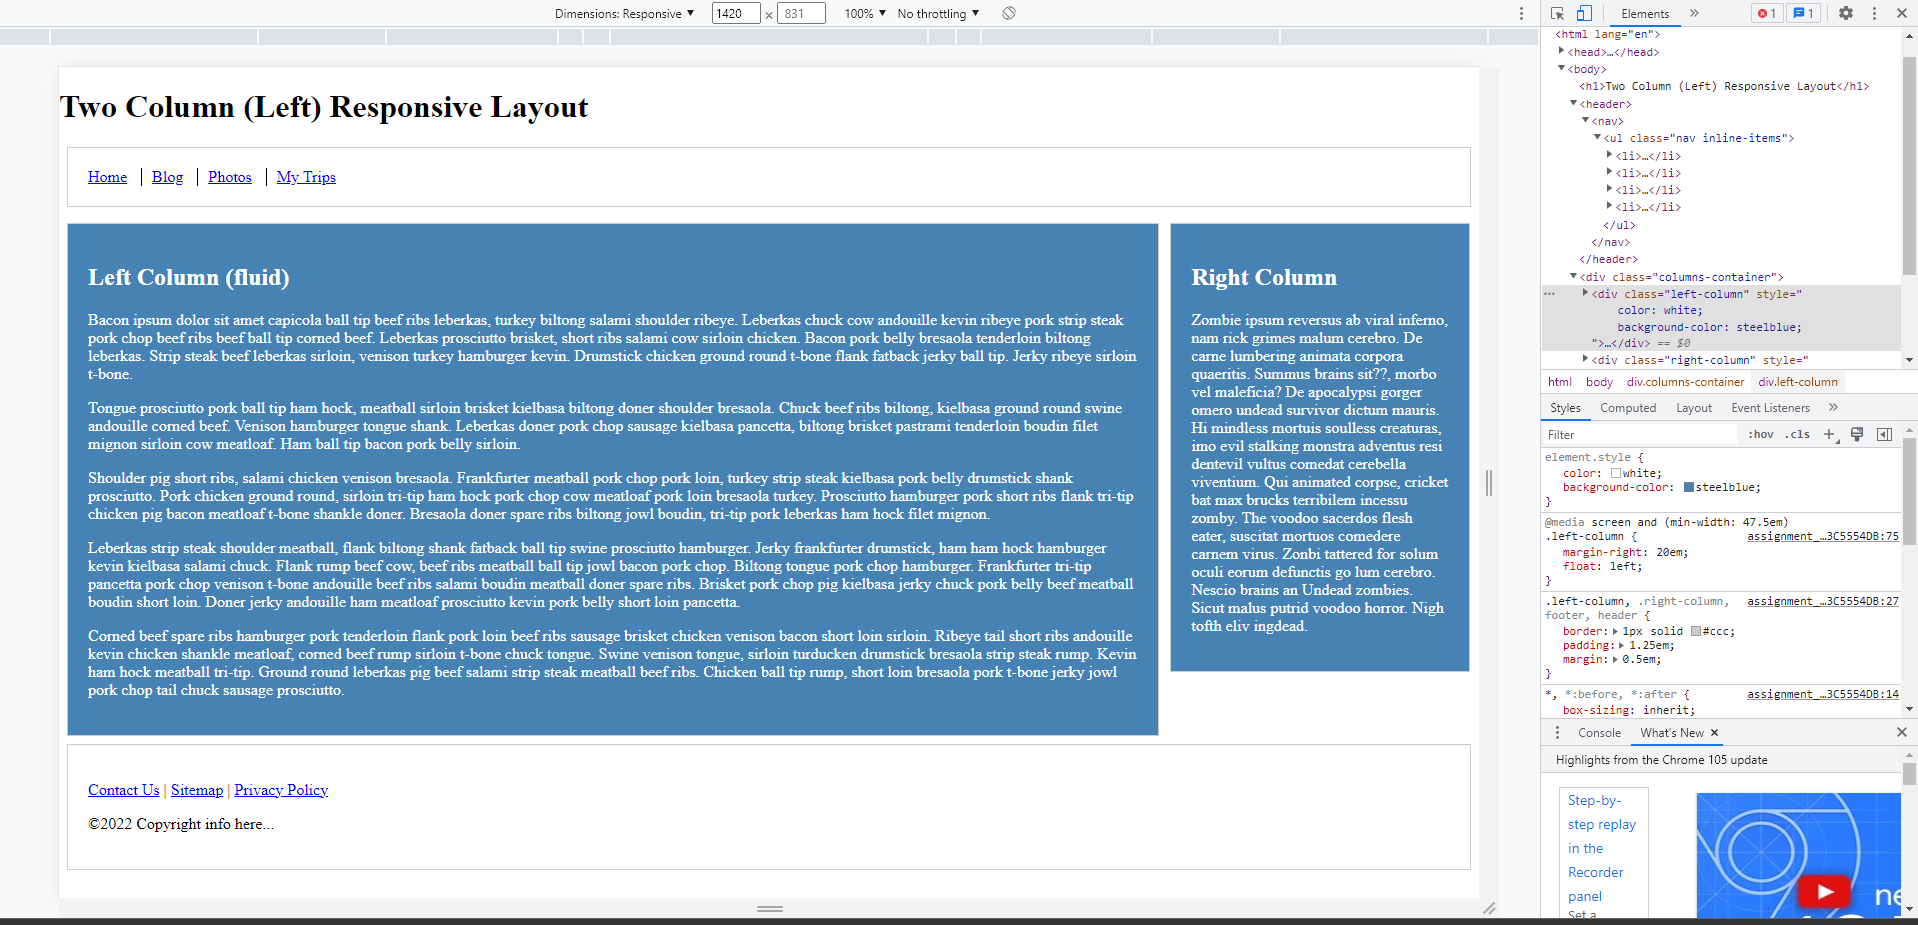 Dimensions: Responsive ▼ 1420 × 831 100% ▼ No throttling ▼
Two Column (Left) Responsive Layout
Home | Blog | Photos | My Trips
Left Column (fluid)
Bacon ipsum dolor sit amet capicola ball tip beef ribs leberkas, turkey biltong salami shoulder ribeye. Leberkas chuck cow andouille kevin ribeye pork strip steak
pork chop beef ribs beef ball tip corned beef. Leberkas prosciutto brisket, short ribs salami cow sirloin chicken. Bacon pork belly bresaola tenderloin biltong
leberkas. Strip steak beef leberkas sirloin, venison turkey hamburger kevin. Drumstick chicken ground round t-bone flank fatback jerky ball tip. Jerky ribeye sirloin
t-bone.
Tongue prosciutto pork ball tip ham hock, meatball sirloin brisket kielbasa biltong doner shoulder bresaola. Chuck beef ribs biltong, kielbasa ground round swine
andouille corned beef. Venison hamburger tongue shank. Leberkas doner pork chop sausage kielbasa pancetta, biltong brisket pastrami tenderloin boudin filet
mignon sirloin cow meatloaf. Ham ball tip bacon pork belly sirloin.
Shoulder pig short ribs, salami chicken venison bresaola. Frankfurter meatball pork chop pork loin, turkey strip steak kielbasa pork belly drumstick shank
prosciutto. Pork chicken ground round, sirloin tri-tip ham hock pork chop cow meatloaf pork loin bresaola turkey. Prosciutto hamburger pork short ribs flank tri-tip
chicken pig bacon meatloaf t-bone shankle doner. Bresaola doner spare ribs biltong jowl boudin, tri-tip pork leberkas ham hock filet mignon.
Leberkas strip steak shoulder meatball, flank biltong shank fatback ball tip swine prosciutto hamburger. Jerky frankfurter drumstick, ham ham hock hamburger
kevin kielbasa salami chuck. Flank rump beef cow, beef ribs meatball ball tip jowl bacon pork chop. Biltong tongue pork chop hamburger. Frankfurter tri-tip
pancetta pork chop venison t-bone andouille beef ribs salami boudin meatball doner spare ribs. Brisket pork chop pig kielbasa jerky chuck pork belly beef meatball
boudin short loin. Doner jerky andouille ham meatloaf prosciutto kevin pork belly short loin pancetta.
Corned beef spare ribs hamburger pork tenderloin flank pork loin beef ribs sausage brisket chicken venison bacon short loin sirloin. Ribeye tail short ribs andouille
kevin chicken shankle meatloaf, corned beef rump sirloin t-bone chuck tongue. Swine venison tongue, sirloin turducken drumstick bresaola strip steak rump. Kevin
ham hock meatball tri-tip. Ground round leberkas pig beef salami strip steak meatball beef ribs. Chicken ball tip rump, short loin bresaola pork t-bone jerky jowl
pork chop tail chuck sausage prosciutto.
Right Column
Zombie ipsum reversus ab viral inferno,
nam rick grimes malum cerebro. De
carne lumbering animata corpora
quaeritis. Summus brains sit??, morbo
vel maleficia? De apocalypsi gorger
omero undead survivor dictum mauris.
Hi mindless mortuis soulless creaturas,
imo evil stalking monstra adventus resi
dentevil vultus comedat cerebella
viventium. Qui animated corpse, cricket
bat max brucks terribilem incessu
zomby. The voodoo sacerdos flesh
eater, suscitat mortuos comedere
carnem virus. Zonbi tattered for solum
oculi eorum defunctis go lum cerebro.
Nescio brains an Undead zombies.
Sicut malus putrid voodoo horror. Nigh
tofth eliv ingdead.
Contact Us | Sitemap | Privacy Policy
©2022 Copyright info here...
Elements » 1 1
<html lang="en">
<head>…</head>
<body>
<h1>Two Column (Left) Responsive Layout</h1>
<header>
<nav>
<ul class="nav inline-items">
<li>…</li>
<li>…</li>
<li>…</li>
<li>…</li>
</ul>
</nav>
</header>
<div class="columns-container">
<div class="left-column" style="
color: white;
background-color: steelblue;
">…</div> == $0
<div class="right-column" style="
html body div.columns-container div.left-column
Styles Computed Layout Event Listeners »
Filter :hov .cls +
element.style {
color: white;
background-color: steelblue;
}
@media screen and (min-width: 47.5em)
.left-column { assignment_…3C5554DB:75
margin-right: 20em;
float: left;
}
.left-column, .right-column, assignment_…3C5554DB:27
footer, header {
border: 1px solid #ccc;
padding: 1.25em;
margin: 0.5em;
}
*, *:before, *:after { assignment_…3C5554DB:14
box-sizing: inherit;
Console What's New ×
Highlights from the Chrome 105 update
Step-by-
step replay
in the
Recorder
panel
Set a
ne